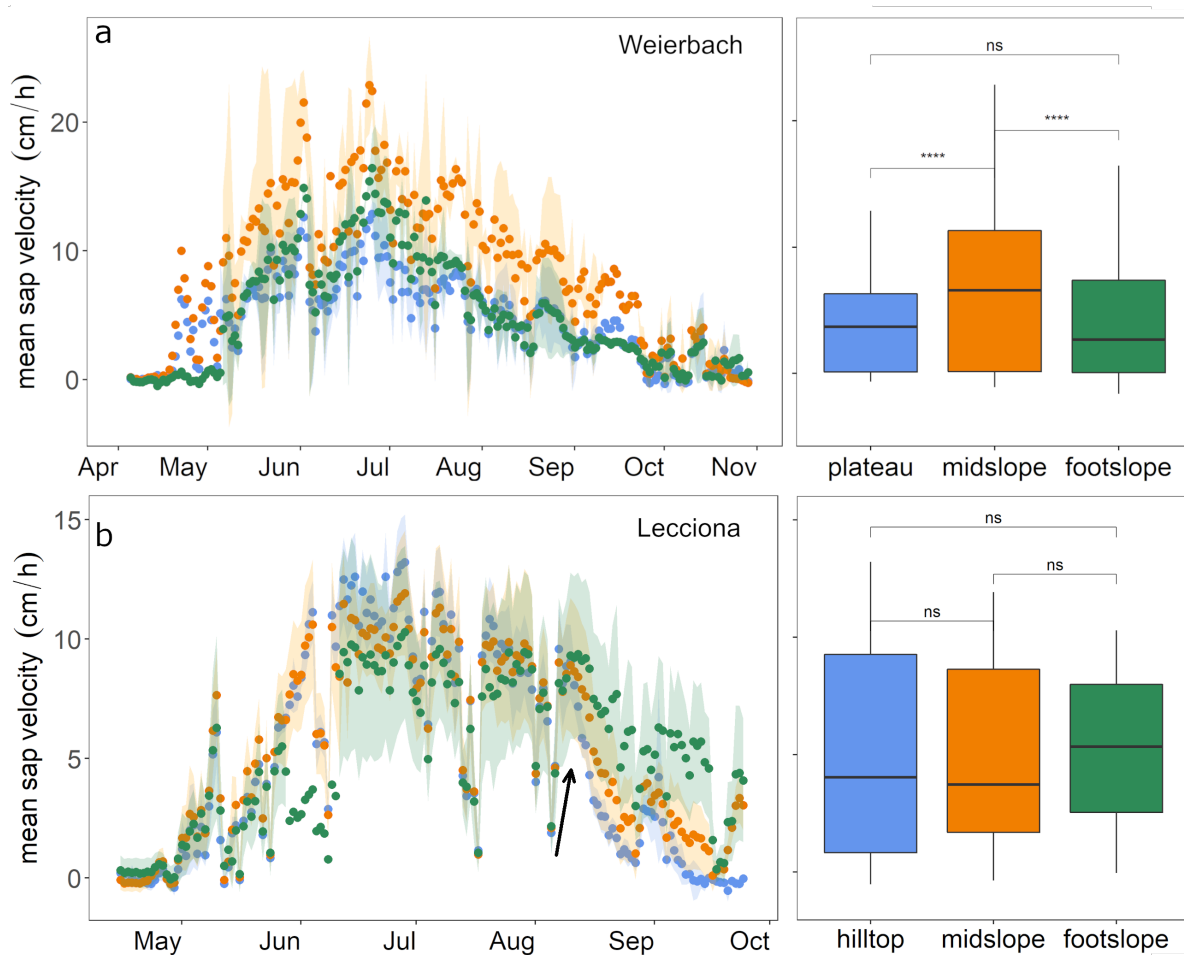 a
Weierbach
mean sap velocity (cm/h)
20
10
0
Apr May Jun Jul Aug Sep Oct Nov
ns
****
****
plateau midslope footslope
b
Lecciona
mean sap velocity (cm/h)
15
10
5
0
May Jun Jul Aug Sep Oct
ns
ns
ns
hilltop midslope footslope